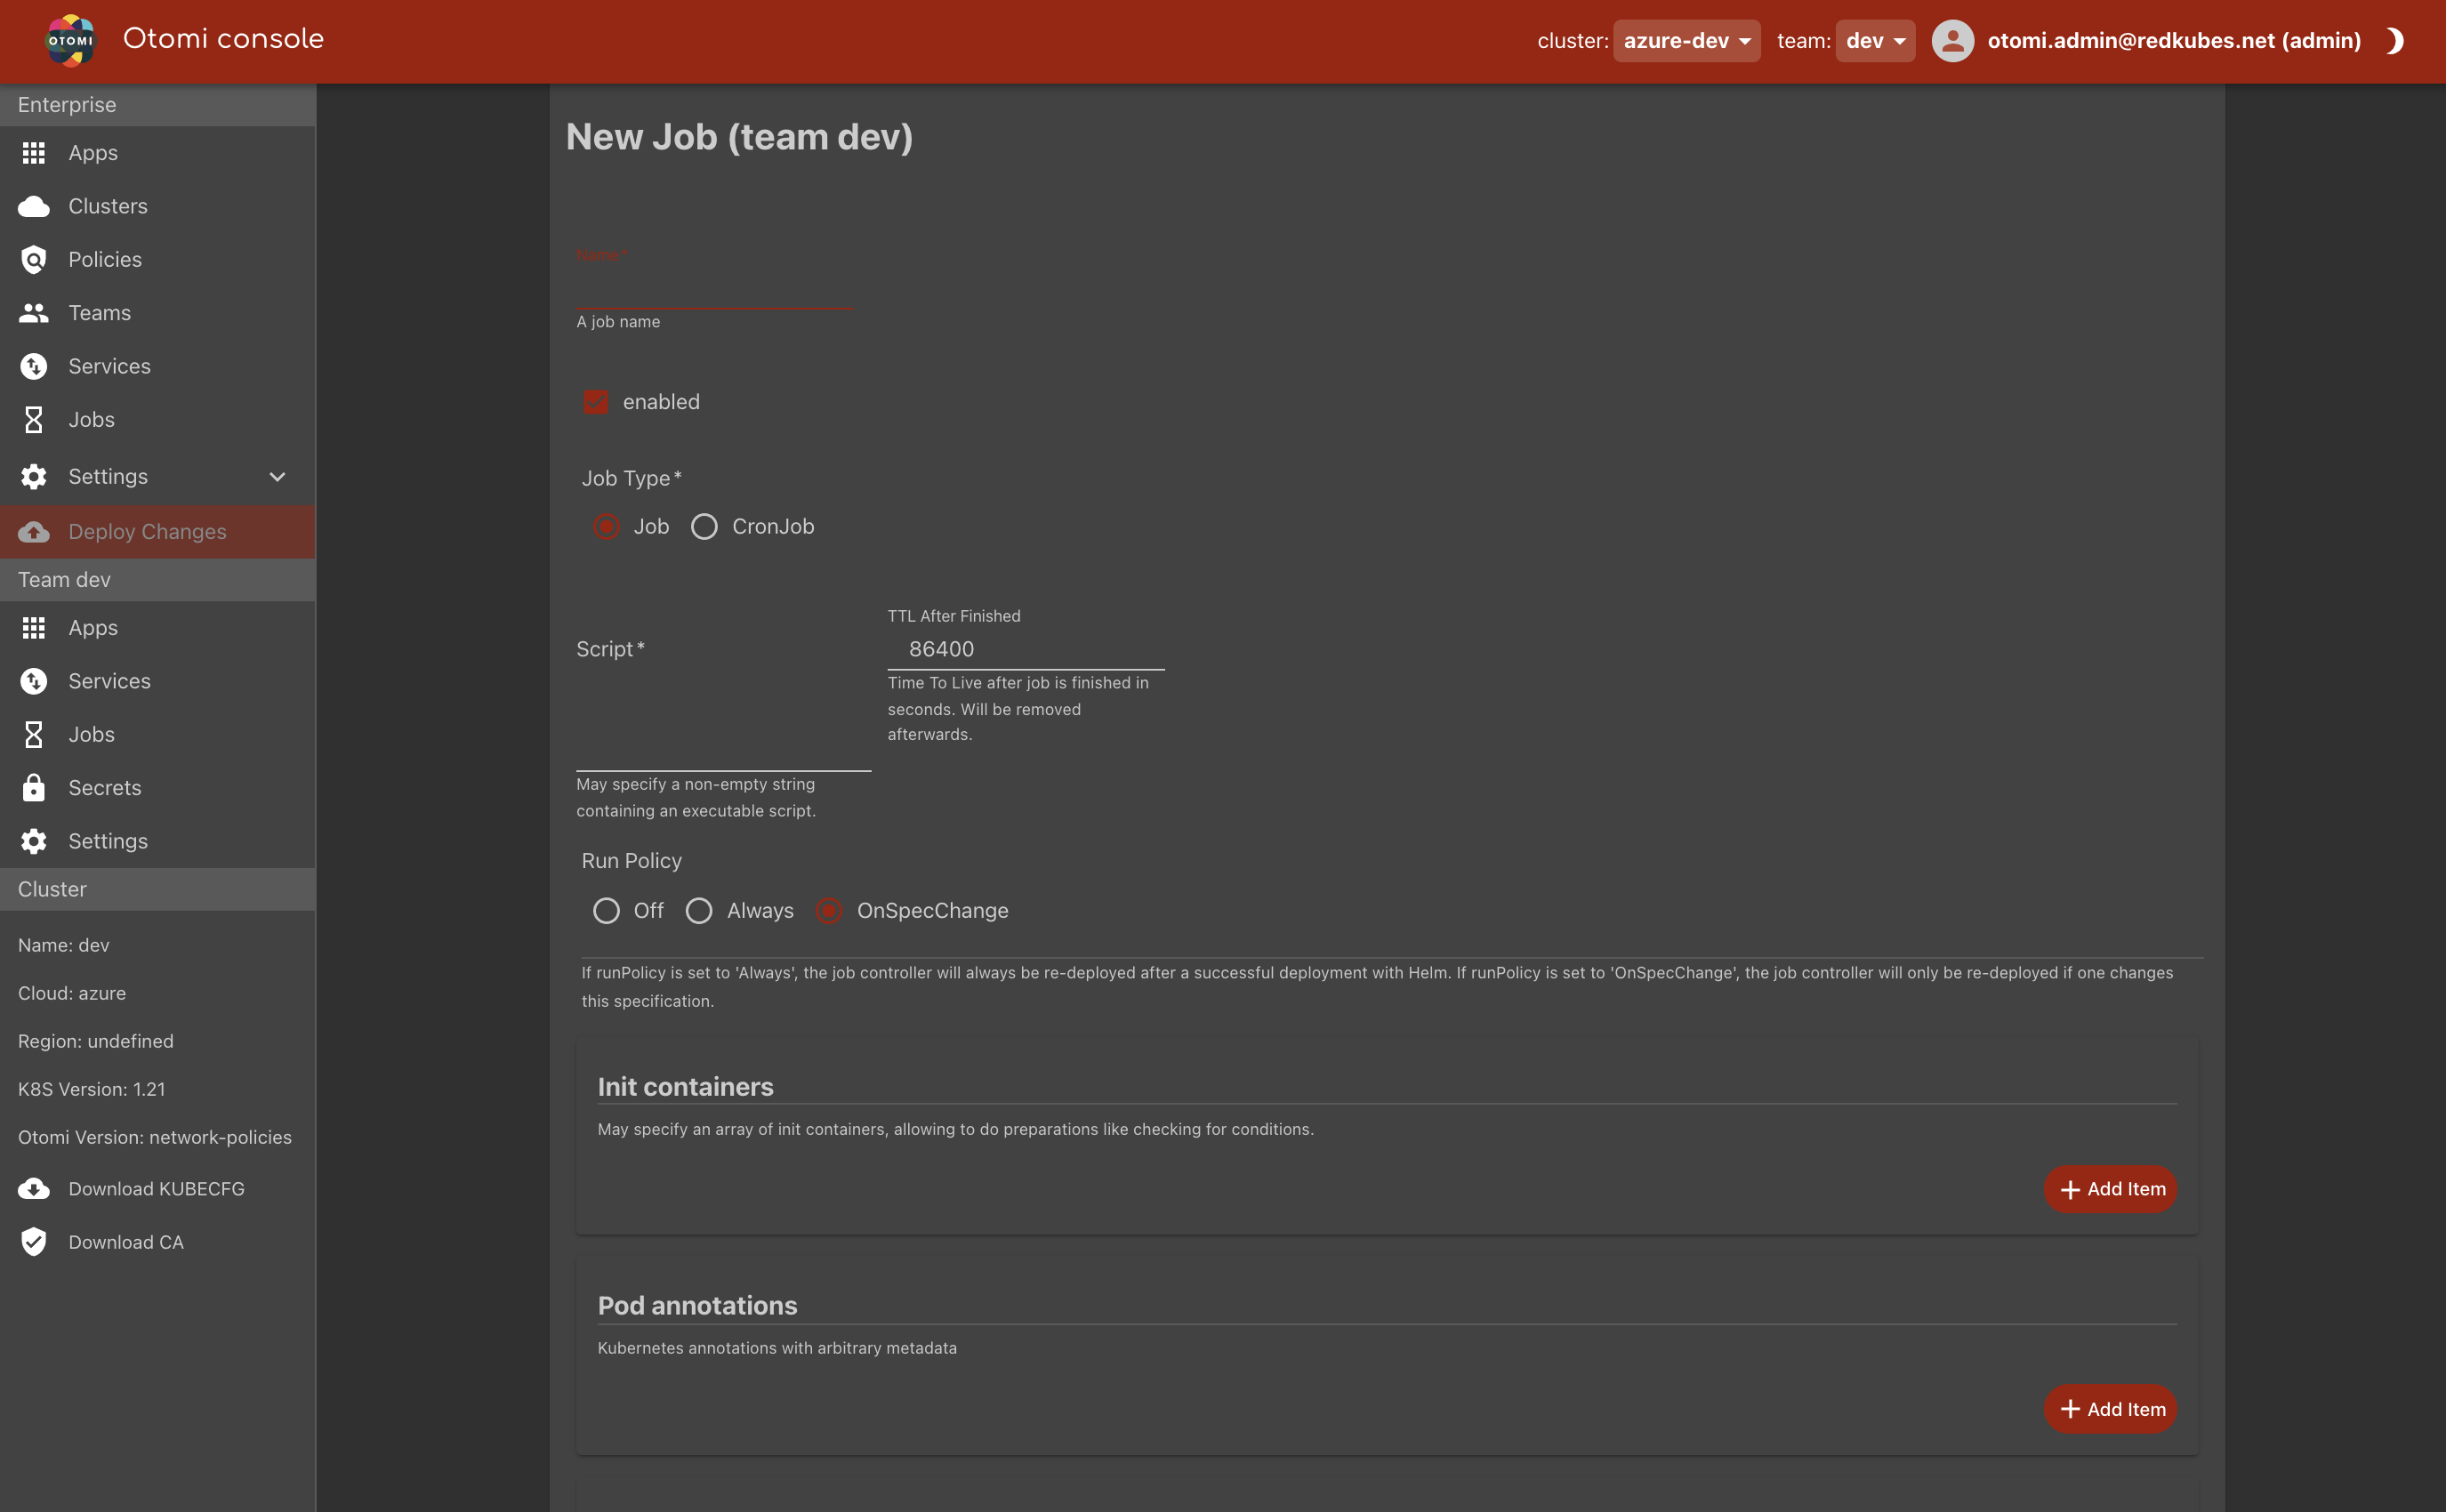 OTOMI
Otomi console
cluster: azure-dev team: dev otomi.admin@redkubes.net (admin)
Enterprise
Apps
Clusters
Policies
Teams
Services
Jobs
Settings
Deploy Changes
Team dev
Apps
Services
Jobs
Secrets
Settings
Cluster
Name: dev
Cloud: azure
Region: undefined
K8S Version: 1.21
Otomi Version: network-policies
Download KUBECFG
Download CA
New Job (team dev)
Name*
A job name
enabled
Job Type*
Job CronJob
Script*
May specify a non-empty string
containing an executable script.
TTL After Finished
86400
Time To Live after job is finished in
seconds. Will be removed
afterwards.
Run Policy
Off Always OnSpecChange
If runPolicy is set to 'Always', the job controller will always be re-deployed after a successful deployment with Helm. If runPolicy is set to 'OnSpecChange', the job controller will only be re-deployed if one changes
this specification.
Init containers
May specify an array of init containers, allowing to do preparations like checking for conditions.
Add Item
Pod annotations
Kubernetes annotations with arbitrary metadata
Add Item